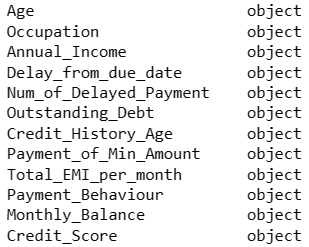 Age object
Occupation object
Annual_Income object
Delay_from_due_date object
Num_of_Delayed_Payment object
Outstanding_Debt object
Credit_History_Age object
Payment_of_Min_Amount object
Total_EMI_per_month object
Payment_Behaviour object
Monthly_Balance object
Credit_Score object